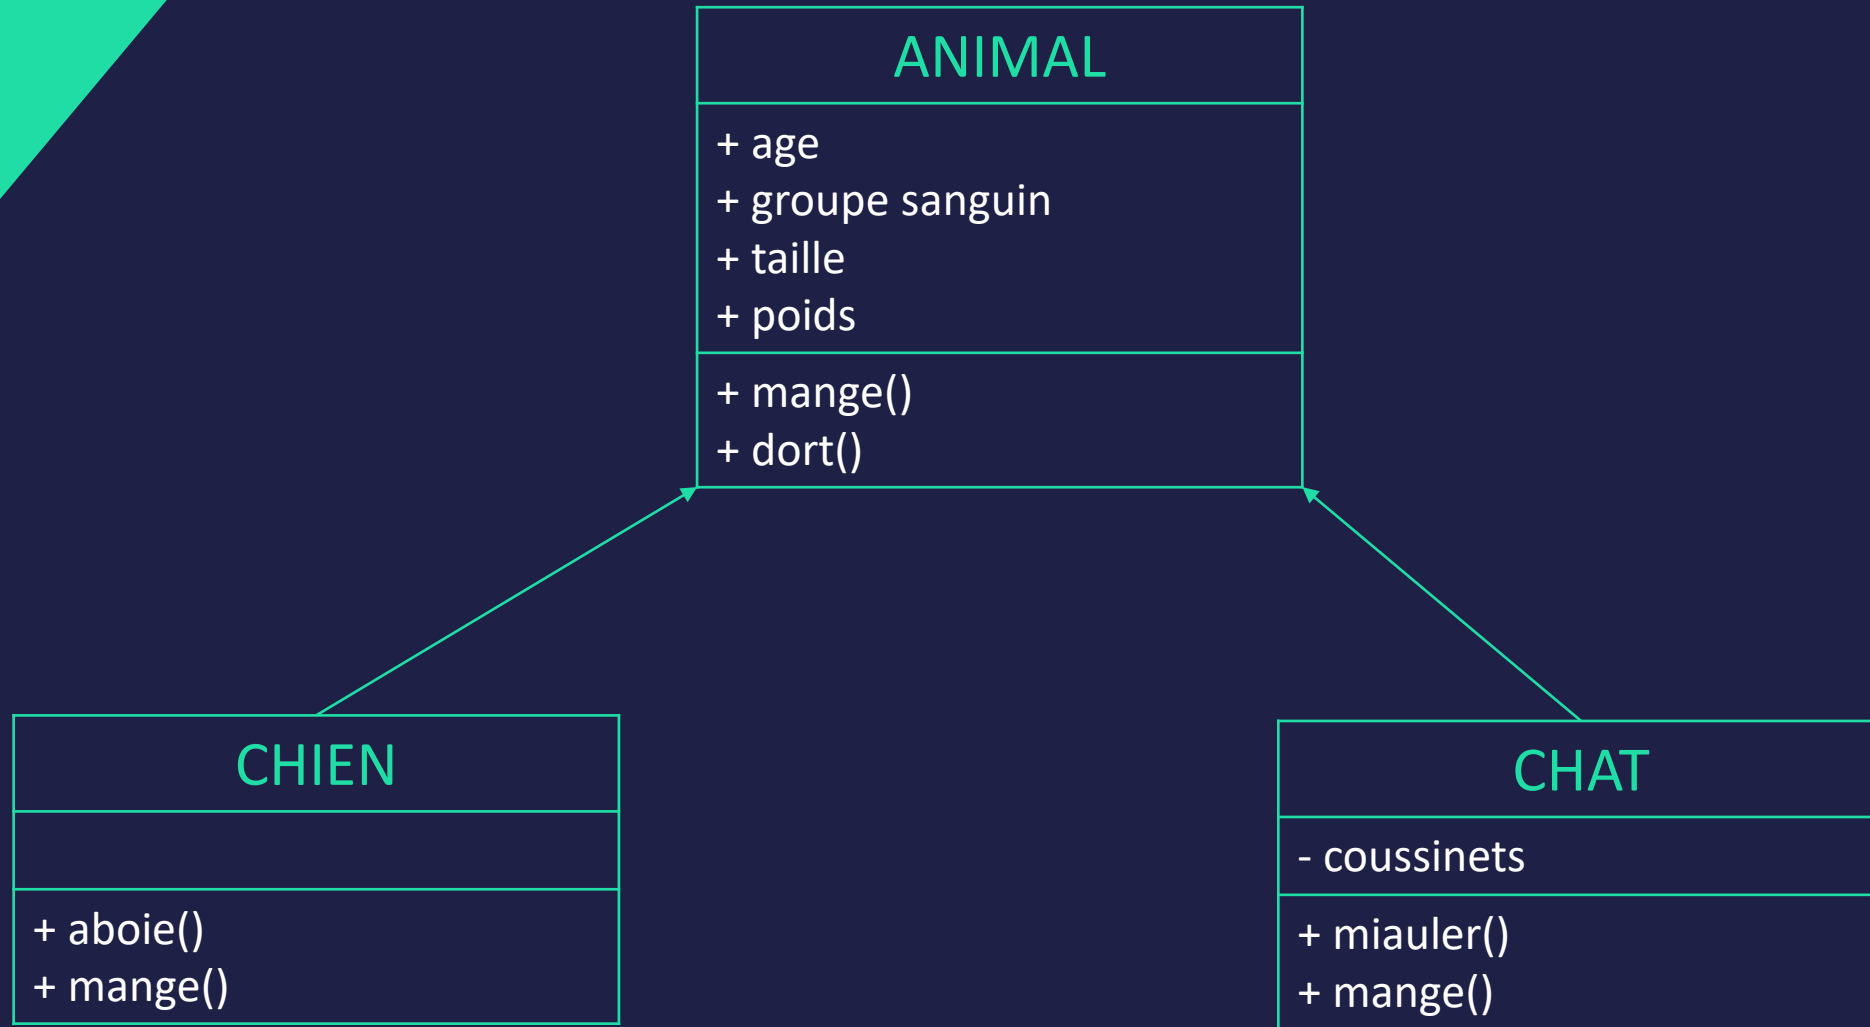 ANIMAL
+ age
+ groupe sanguin
+ taille
+ poids
+ mange()
+ dort()
CHIEN
+ aboie()
+ mange()
CHAT
- coussinets
+ miauler()
+ mange()